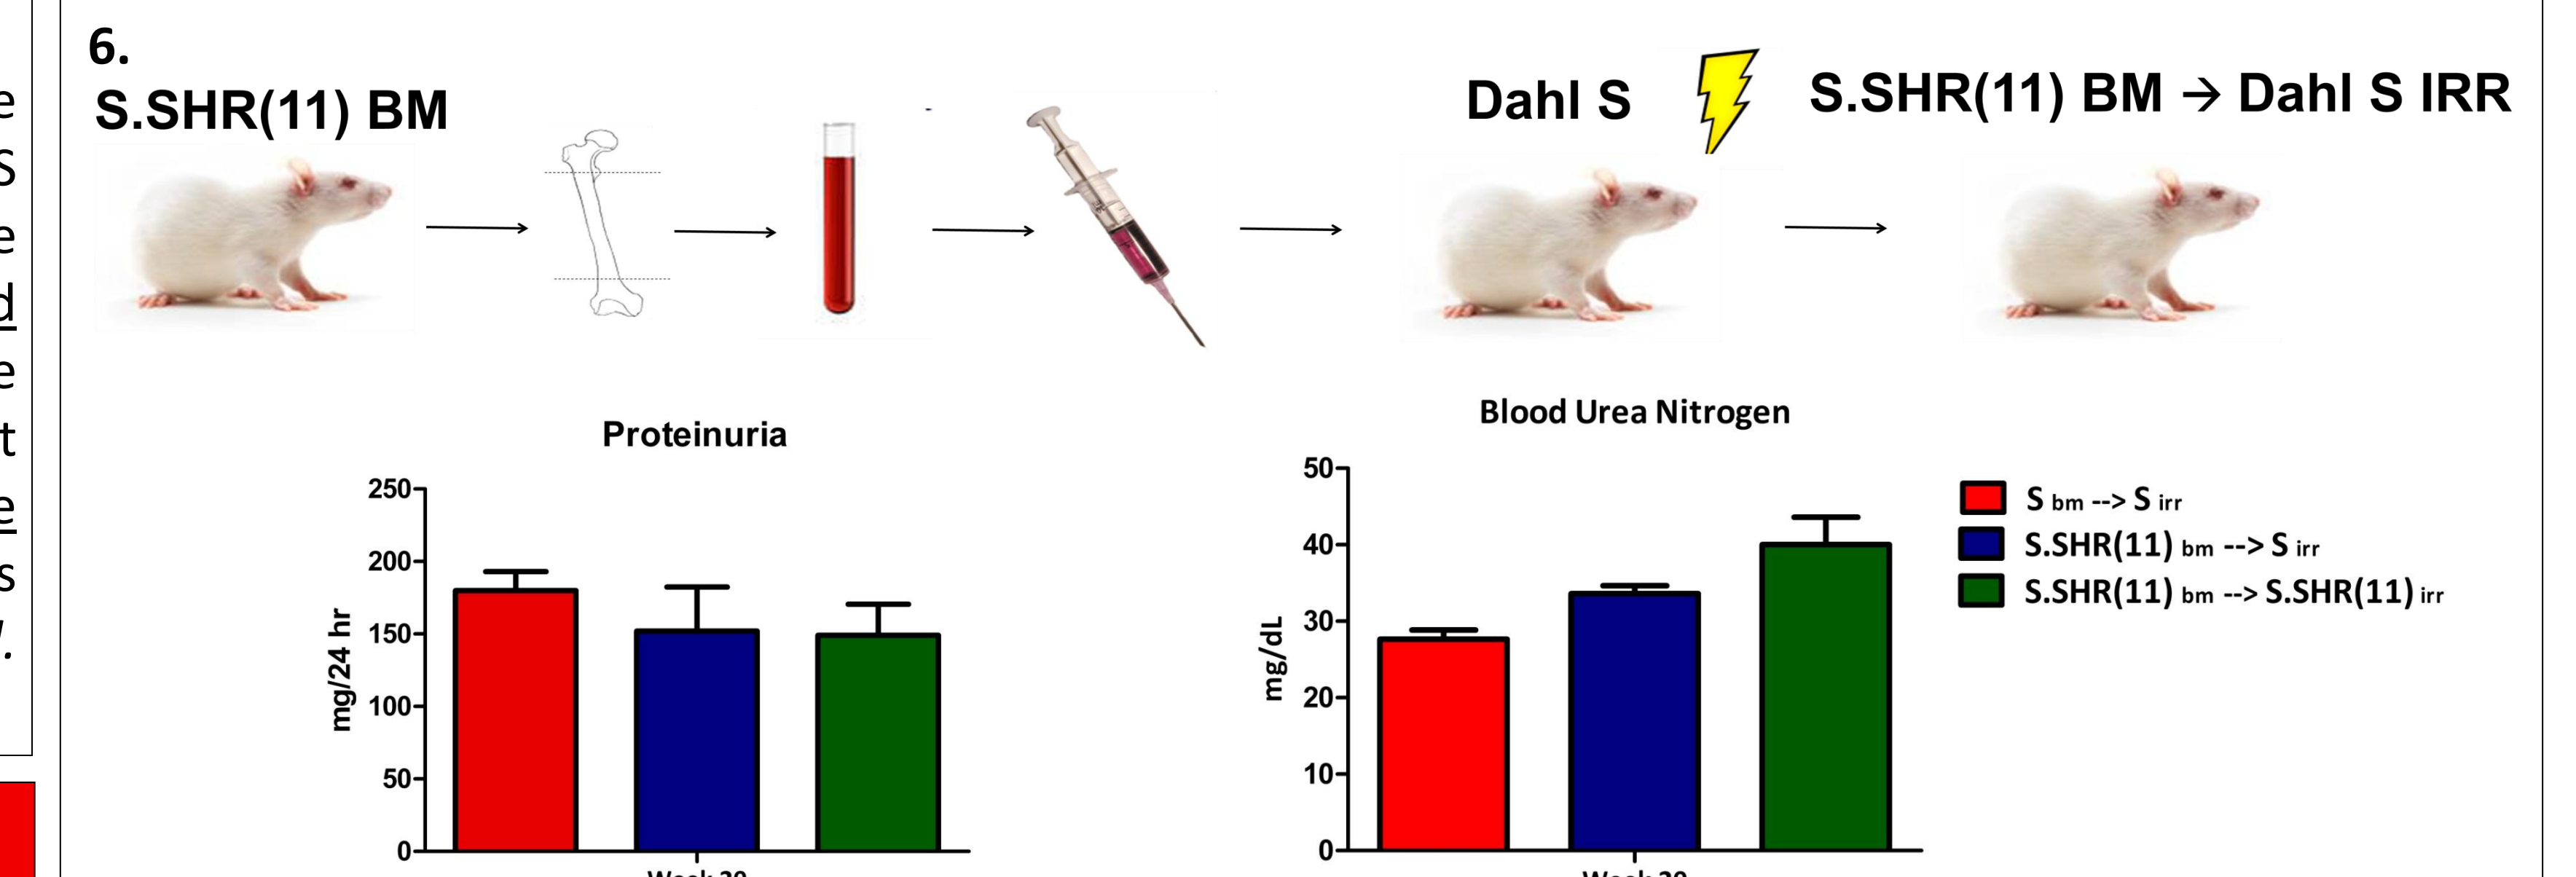 e
S
e
d
e
t
e
s
.
6.
S.SHR(11) BM
Dahl S
S.SHR(11) BM → Dahl S IRR
Proteinuria
250
200
150
100
50
0
mg/24 hr
Blood Urea Nitrogen
50
40
30
20
10
0
mg/dL
S bm --> S irr
S.SHR(11) bm --> S irr
S.SHR(11) bm --> S.SHR(11) irr